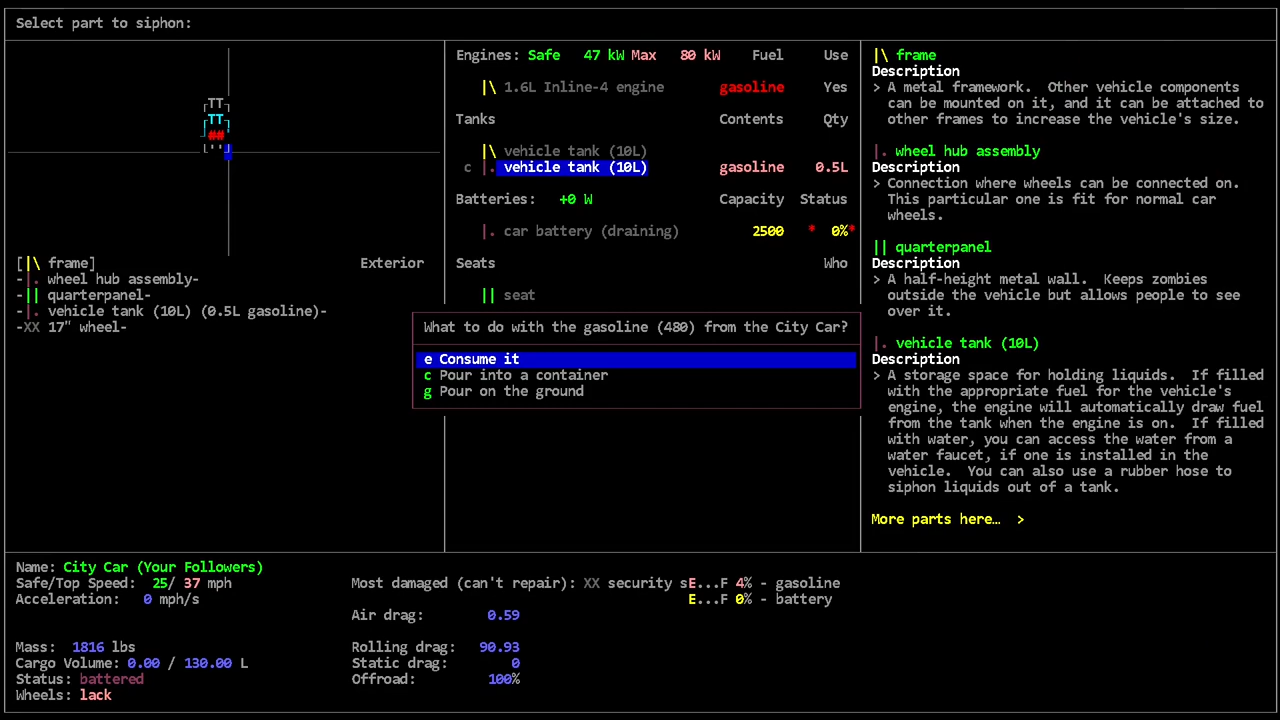 Select part to siphon:
TT
TT
##
''
[|\ frame] Exterior
-|. wheel hub assembly-
-|| quarterpanel-
-|. vehicle tank (10L) (0.5L gasoline)-
-XX 17" wheel-
Engines: Safe 47 kW Max 80 kW Fuel Use
|\ 1.6L Inline-4 engine gasoline Yes
Tanks Contents Qty
|\ vehicle tank (10L)
c |. vehicle tank (10L) gasoline 0.5L
Batteries: +0 W Capacity Status
|. car battery (draining) 2500 * 0%*
Seats Who
|| seat
What to do with the gasoline (480) from the City Car?
e Consume it
c Pour into a container
g Pour on the ground
|\ frame
Description
> A metal framework. Other vehicle components
can be mounted on it, and it can be attached to
other frames to increase the vehicle's size.
|. wheel hub assembly
Description
> Connection where wheels can be connected on.
This particular one is fit for normal car
wheels.
|| quarterpanel
Description
> A half-height metal wall. Keeps zombies
outside the vehicle but allows people to see
over it.
|. vehicle tank (10L)
Description
> A storage space for holding liquids. If filled
with the appropriate fuel for the vehicle's
engine, the engine will automatically draw fuel
from the tank when the engine is on. If filled
with water, you can access the water from a
water faucet, if one is installed in the
vehicle. You can also use a rubber hose to
siphon liquids out of a tank.
More parts here… >
Name: City Car (Your Followers)
Safe/Top Speed: 25/ 37 mph
Acceleration: 0 mph/s
Mass: 1816 lbs
Cargo Volume: 0.00 / 130.00 L
Status: battered
Wheels: lack
Most damaged (can't repair): XX security sE...F 4% - gasoline
E...F 0% - battery
Air drag: 0.59
Rolling drag: 90.93
Static drag: 0
Offroad: 100%